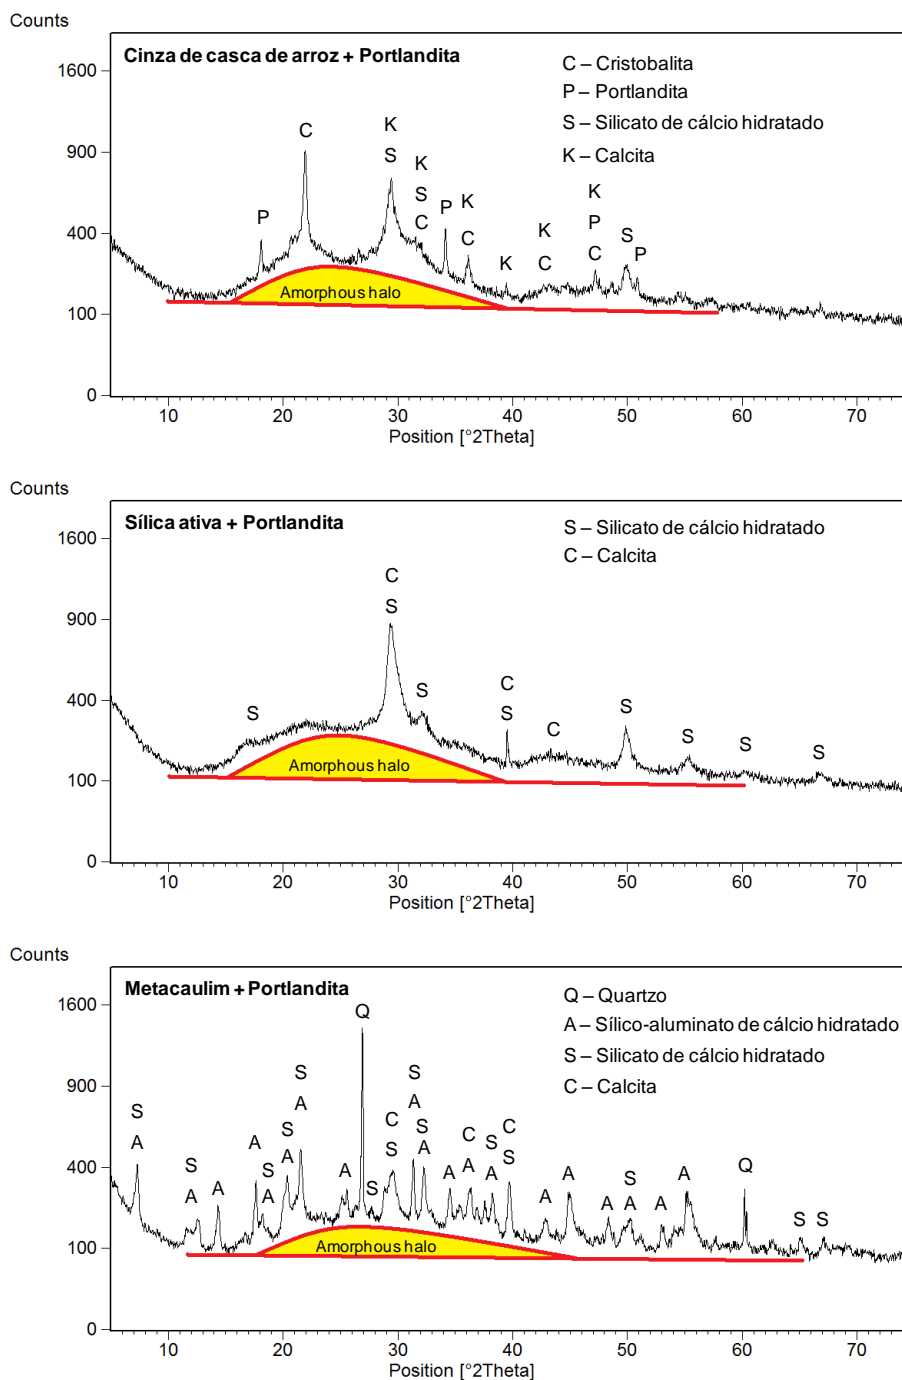 Counts
Cinza de casca de arroz + Portlandita
C – Cristobalita
P – Portlandita
S – Silicato de cálcio hidratado
K – Calcita
1600
900
400
100
0
P
C
K
S
K
S
C
P
K
C
K
K
C
K
P
C
S
P
Amorphous halo
10 20 30 40 50 60 70
Position [°2Theta]
Counts
Sílica ativa + Portlandita
S – Silicato de cálcio hidratado
C – Calcita
1600
900
400
100
0
S
C
S
S
C
S
C
S
S
S
S
Amorphous halo
10 20 30 40 50 60 70
Position [°2Theta]
Counts
Metacaulim + Portlandita
Q – Quartzo
A – Sílico-aluminato de cálcio hidratado
S – Silicato de cálcio hidratado
C – Calcita
1600
900
400
100
0
S
A
S
A
A
A
S
A
S
A
S
A
A
Q
S
C
S
S
A
S
A
A
C
A
S
A
C
S
A
A
A
S
A
A
A
Q
S
S
Amorphous halo
10 20 30 40 50 60 70
Position [°2Theta]